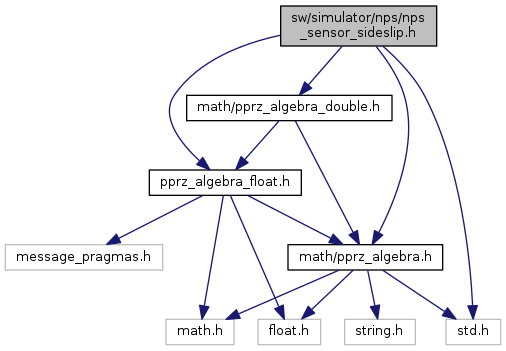 sw/simulator/nps/nps
_sensor_sideslip.h
math/pprz_algebra_double.h
pprz_algebra_float.h
message_pragmas.h
math/pprz_algebra.h
math.h
float.h
string.h
std.h